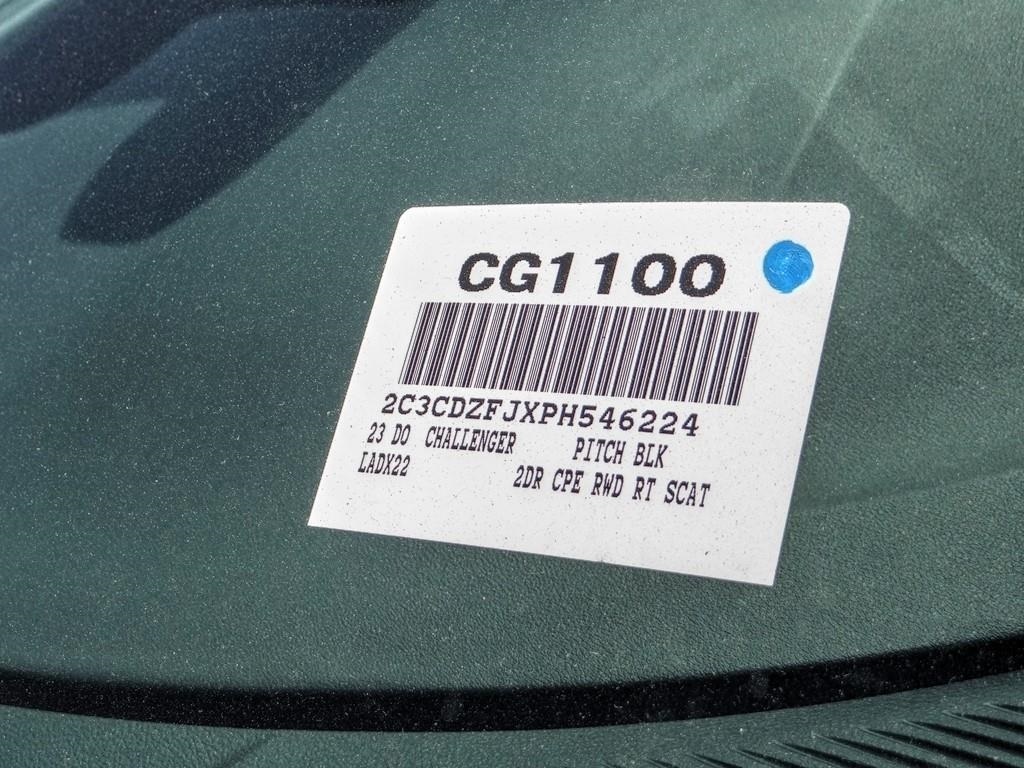 CG1100
2C3CDZFJXPH546224
23 DO CHALLENGER PITCH BLK
LADX22 2DR CPE RWD RT SCAT